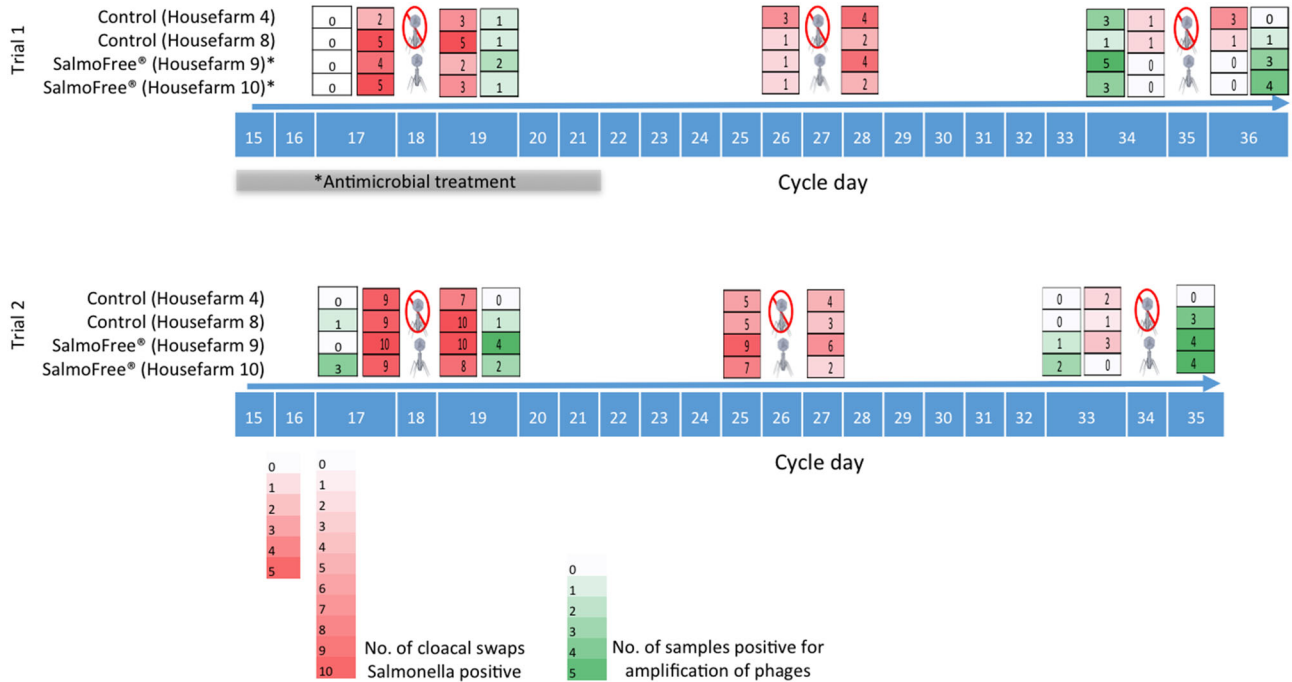 Trial 1
Control (Housefarm 4) 0 2 3 1 3 4 3 1 3 0
Control (Housefarm 8) 0 5 5 1 1 2 1 1 1 1
SalmoFree® (Housefarm 9)* 0 4 2 2 1 4 5 0 0 3
SalmoFree® (Housefarm 10)* 0 5 3 1 1 2 3 0 0 4
15 16 17 18 19 20 21 22 23 24 25 26 27 28 29 30 31 32 33 34 35 36
*Antimicrobial treatment
Cycle day
Trial 2
Control (Housefarm 4) 0 9 7 0 5 4 0 2 0
Control (Housefarm 8) 1 9 10 1 5 3 0 1 3
SalmoFree® (Housefarm 9) 0 10 10 4 9 6 1 3 4
SalmoFree® (Housefarm 10) 3 9 8 2 7 2 2 0 4
15 16 17 18 19 20 21 22 23 24 25 26 27 28 29 30 31 32 33 34 35
Cycle day
0
1
2
3
4
5
0
1
2
3
4
5
6
7
8
9
10
No. of cloacal swaps
Salmonella positive
0
1
2
3
4
5
No. of samples positive for
amplification of phages